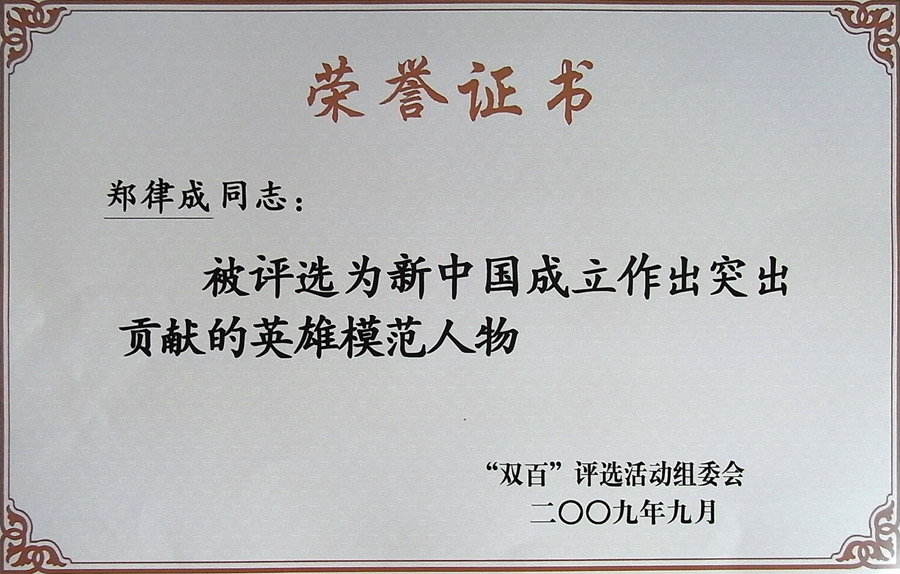 荣誉证书
郑律成同志：
被评选为新中国成立作出突出
贡献的英雄模范人物
“双百”评选活动组委会
二〇〇九年九月